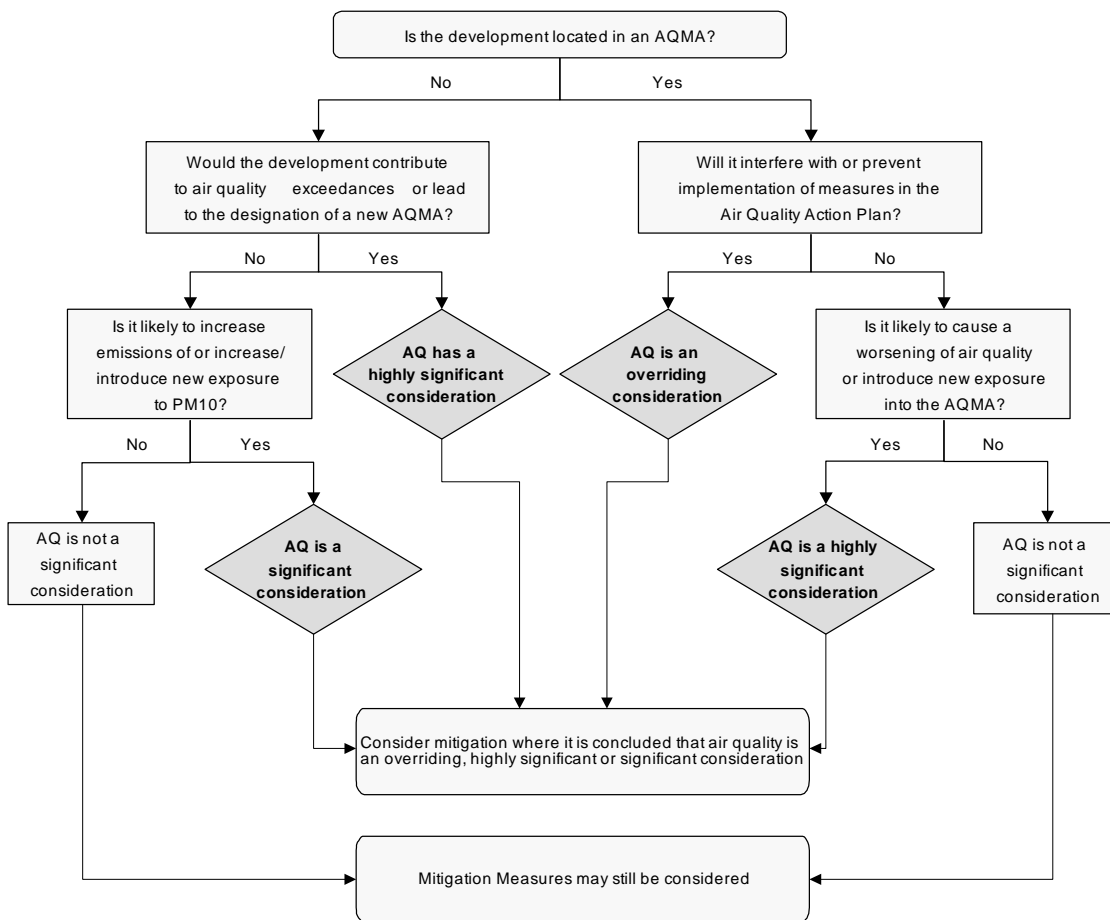 Is the development located in an AQMA?
No
Yes
Would the development contribute
to air quality exceedances or lead
to the designation of a new AQMA?
Will it interfere with or prevent
implementation of measures in the
Air Quality Action Plan?
No
Yes
Yes
No
Is it likely to increase
emissions of or increase/
introduce new exposure
to PM10?
AQ has a
highly significant
consideration
AQ is an
overriding
consideration
Is it likely to cause a
worsening of air quality
or introduce new exposure
into the AQMA?
No
Yes
Yes
No
AQ is not a
significant
consideration
AQ is a
significant
consideration
AQ is a highly
significant
consideration
AQ is not a
significant
consideration
Consider mitigation where it is concluded that air quality is
an overriding, highly significant or significant consideration
Mitigation Measures may still be considered